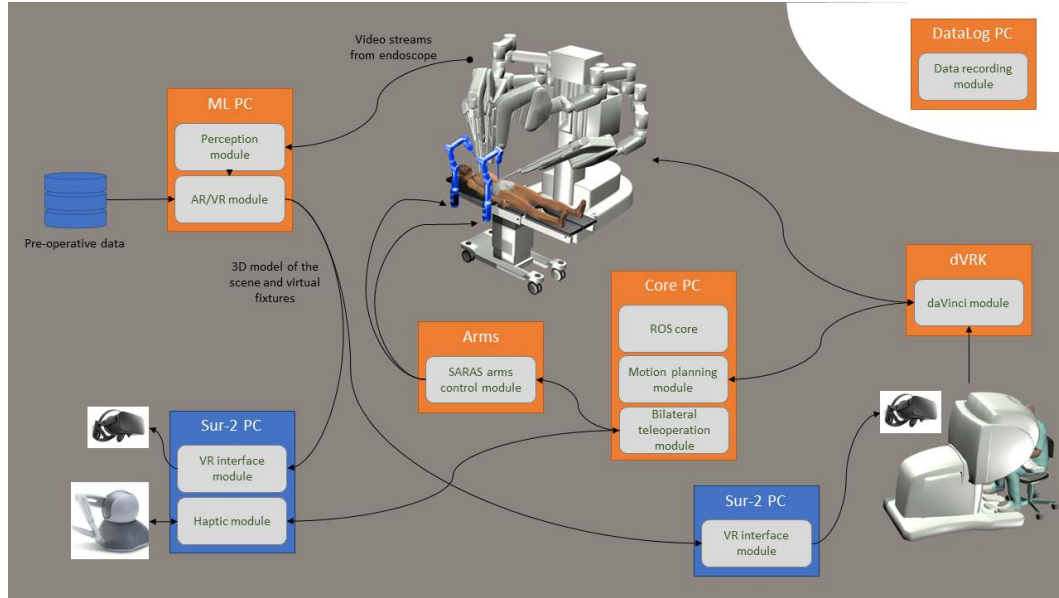 Video streams
from endoscope
DataLog PC
Data recording
module
ML PC
Perception
module
AR/VR module
Pre-operative data
3D model of the
scene and virtual
fixtures
Arms
SARAS arms
control module
Core PC
ROS core
Motion planning
module
Bilateral
teleoperation
module
dVRK
daVinci module
Sur-2 PC
VR interface
module
Haptic module
Sur-2 PC
VR interface
module